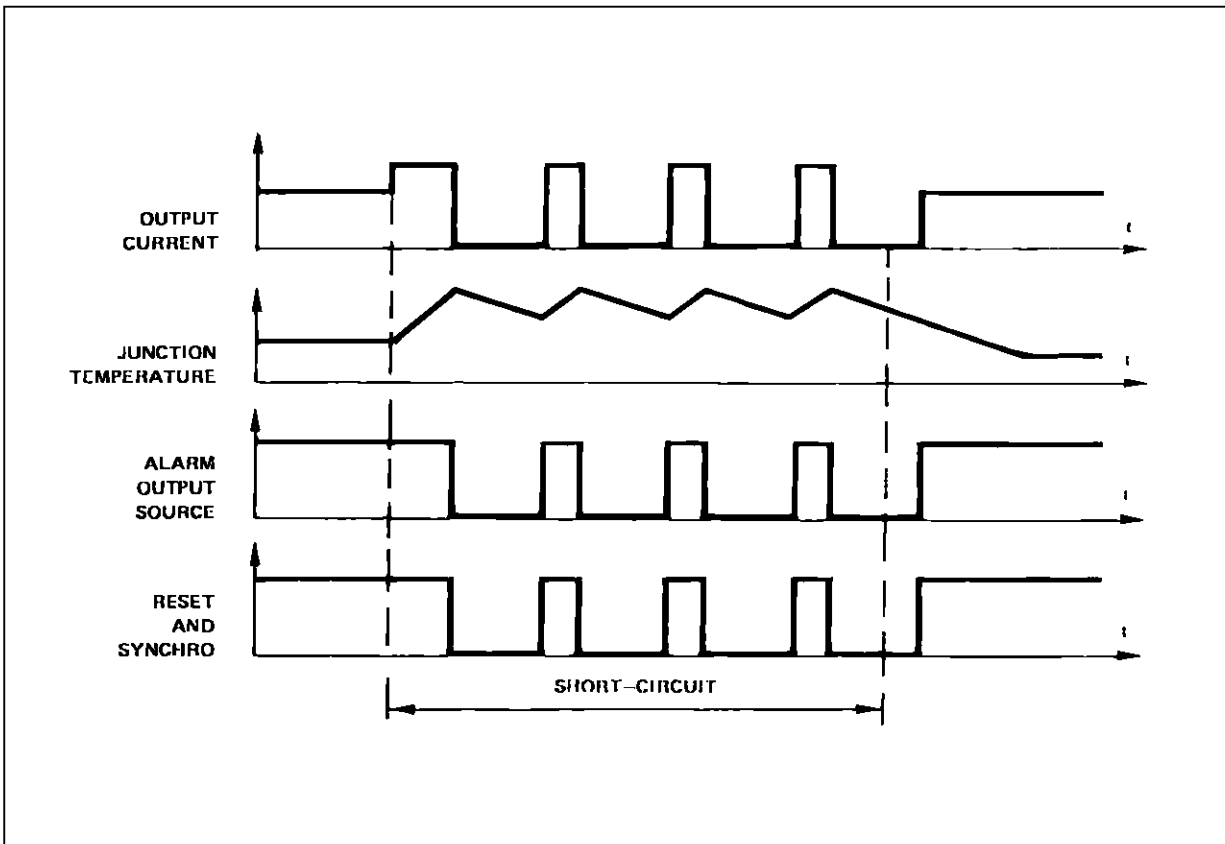 OUTPUT
CURRENT
t
JUNCTION
TEMPERATURE
t
ALARM
OUTPUT
SOURCE
t
RESET
AND
SYNCHRO
t
SHORT-CIRCUIT